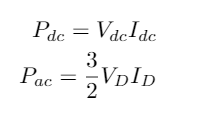 P_{dc} = V_{dc}I_{dc}
P_{ac} = \frac{3}{2}V_D I_D